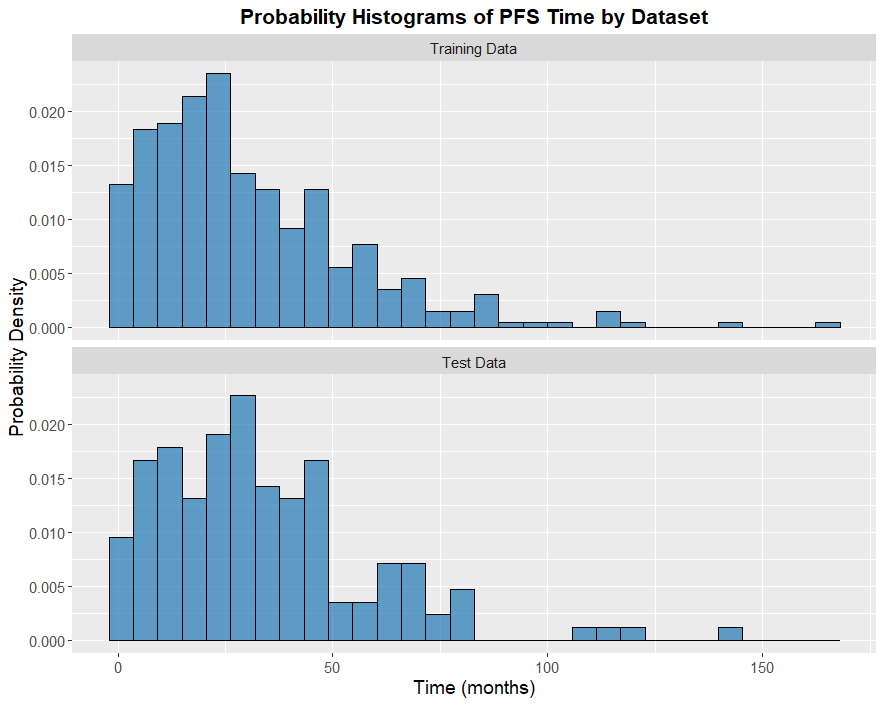 Probability Histograms of PFS Time by Dataset
Training Data
0.020
0.015
0.010
0.005
0.000
Probability Density
Test Data
0.020
0.015
0.010
0.005
0.000
0 50 100 150
Time (months)